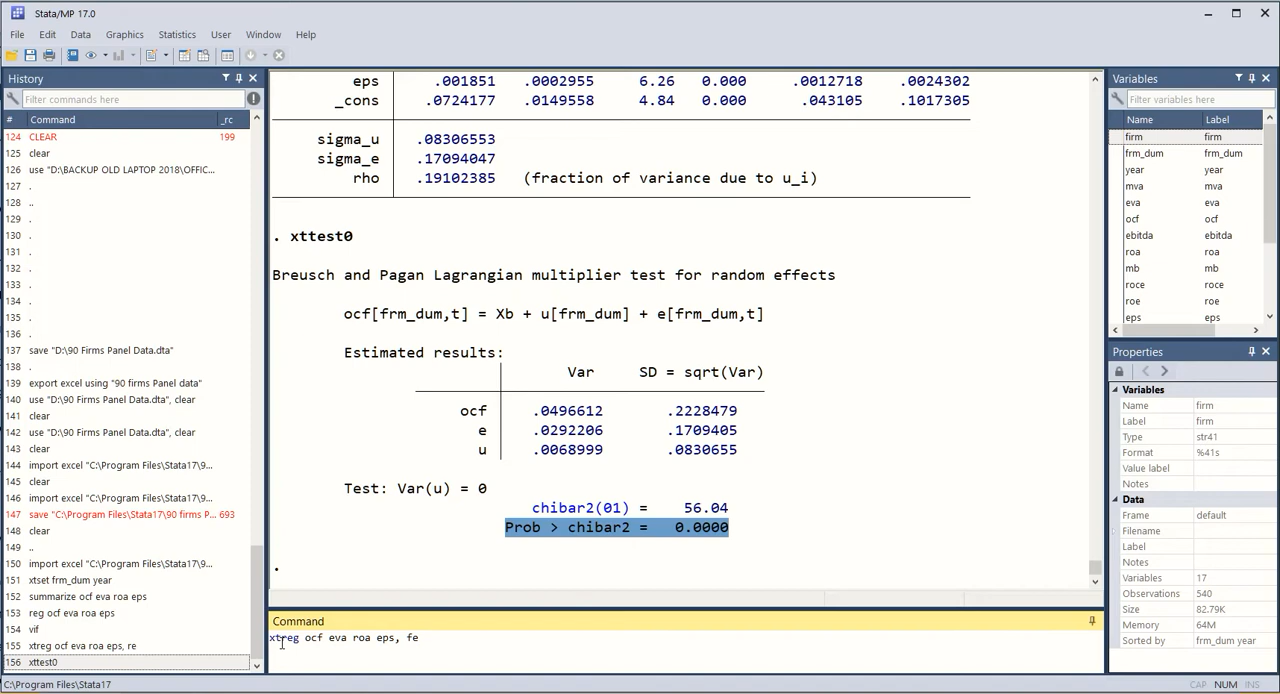 Stata/MP 17.0
File Edit Data Graphics Statistics User Window Help
History
Filter commands here
# Command _rc
124 CLEAR 199
125 clear
126 use "D:\BACKUP OLD LAPTOP 2018\OFFIC...
127 .
128 ..
129 .
130 .
131 .
132 .
133 .
134 .
135 .
136 .
137 save "D:\90 Firms Panel Data.dta"
138 .
139 export excel using "90 firms Panel data"
140 use "D:\90 Firms Panel Data.dta", clear
141 clear
142 use "D:\90 Firms Panel Data.dta", clear
143 clear
144 import excel "C:\Program Files\Stata17\9...
145 clear
146 import excel "C:\Program Files\Stata17\9...
147 save "C:\Program Files\Stata17\90 firms P... 693
148 clear
149 ..
150 import excel "C:\Program Files\Stata17\9...
151 xtset frm_dum year
152 summarize ocf eva roa eps
153 reg ocf eva roa eps
154 vif
155 xtreg ocf eva roa eps, re
156 xttest0
eps .001851 .0002955 6.26 0.000 .0012718 .0024302
_cons .0724177 .0149558 4.84 0.000 .043105 .1017305
sigma_u .08306553
sigma_e .17094047
rho .19102385 (fraction of variance due to u_i)
. xttest0
Breusch and Pagan Lagrangian multiplier test for random effects
ocf[frm_dum,t] = Xb + u[frm_dum] + e[frm_dum,t]
Estimated results:
Var SD = sqrt(Var)
ocf .0496612 .2228479
e .0292206 .1709405
u .0068999 .0830655
Test: Var(u) = 0
chibar2(01) = 56.04
Prob > chibar2 = 0.0000
.
Command
xtreg ocf eva roa eps, fe
Variables
Filter variables here
Name Label
firm firm
frm_dum frm_dum
year year
mva mva
eva eva
ocf ocf
ebitda ebitda
roa roa
mb mb
roce roce
roe roe
eps eps
Properties
Variables
Name firm
Label firm
Type str41
Format %41s
Value label
Notes
Data
Frame default
Filename
Label
Notes
Variables 17
Observations 540
Size 82.79K
Memory 64M
Sorted by frm_dum year
C:\Program Files\Stata17
CAP NUM INS